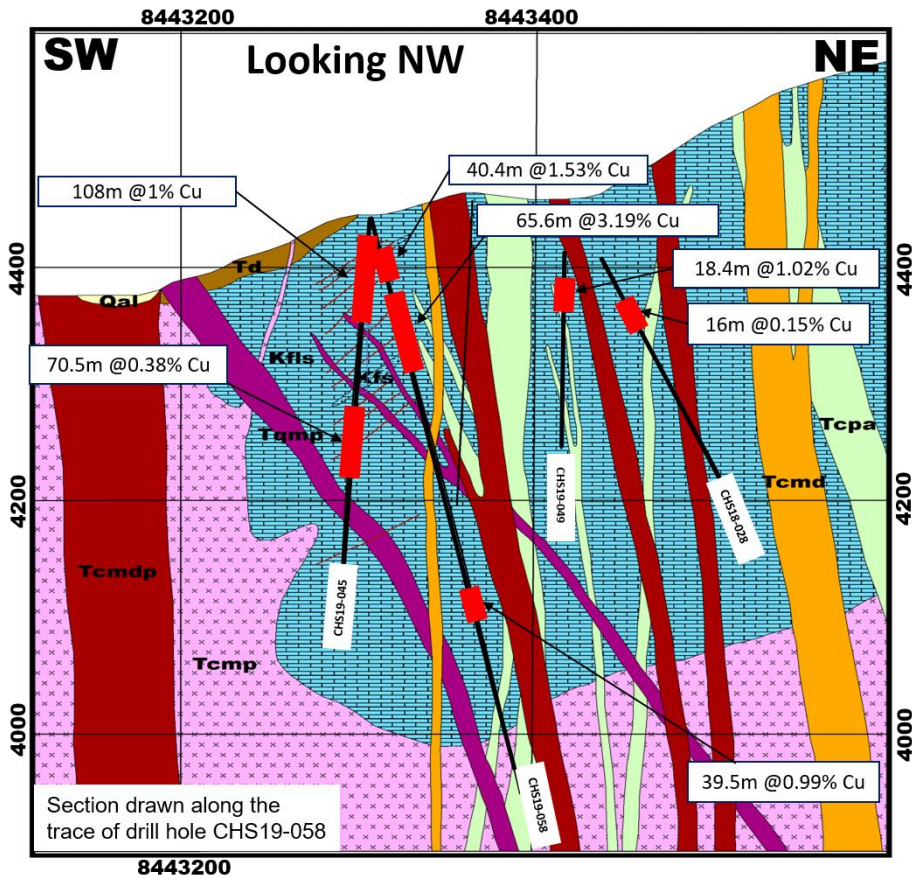 8443200
8443400
SW
Looking NW
NE
40.4m @1.53% Cu
108m @1% Cu
65.6m @3.19% Cu
4400
4400
Td
18.4m @1.02% Cu
Qal
16m @0.15% Cu
70.5m @0.38% Cu
Kfls
Kfs
Tcpa
Tqmp
CHS19-049
CHS18-028
Tcmd
4200
4200
Tcmdp
CHS19-045
Tcmp
4000
4000
39.5m @0.99% Cu
CHS19-058
Section drawn along the
trace of drill hole CHS19-058
8443200